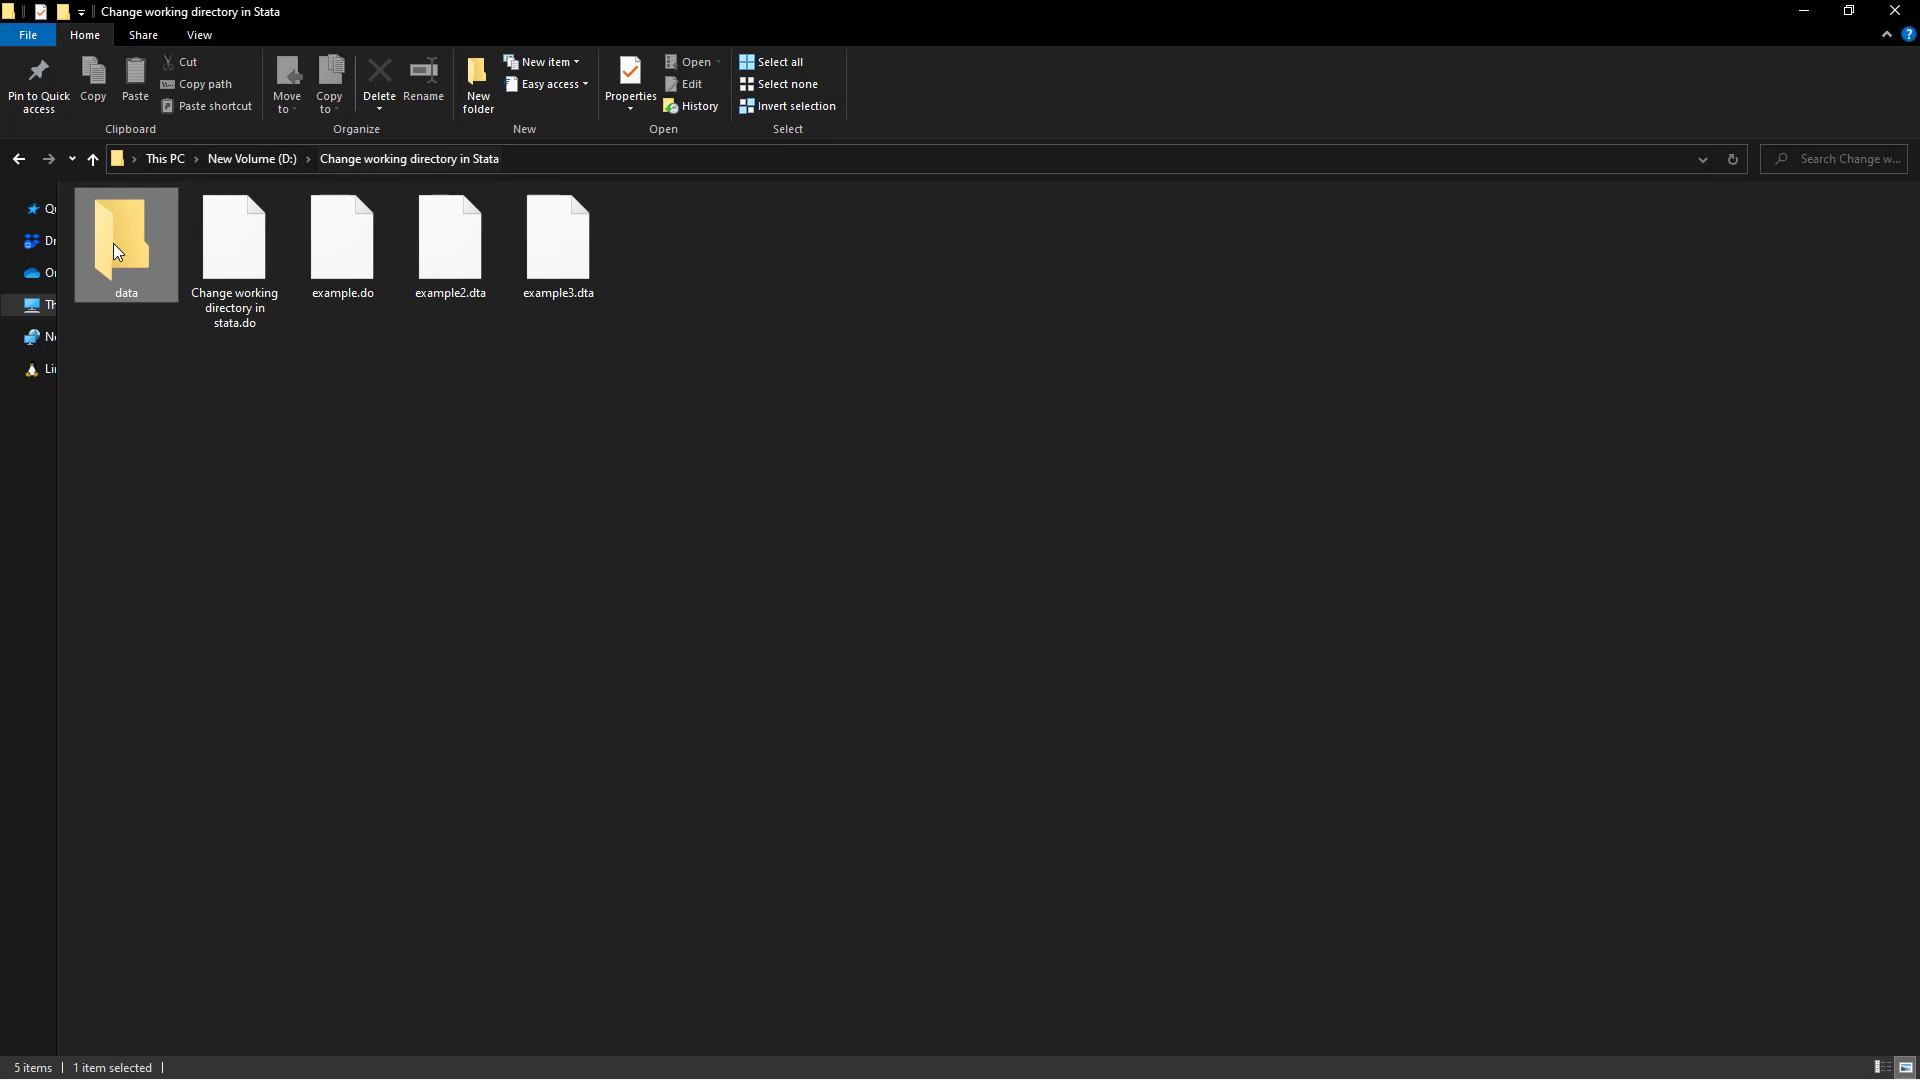 Change working directory in Stata
File Home Share View
Pin to Quick access
Copy
Paste
Cut
Copy path
Paste shortcut
Clipboard
Move to
Copy to
Delete
Rename
Organize
New folder
New item
Easy access
New
Properties
Open
Edit
History
Open
Select all
Select none
Invert selection
Select
This PC New Volume (D:) Change working directory in Stata
Search Change w...
data
Change working
directory in
stata.do
example.do
example2.dta
example3.dta
5 items 1 item selected